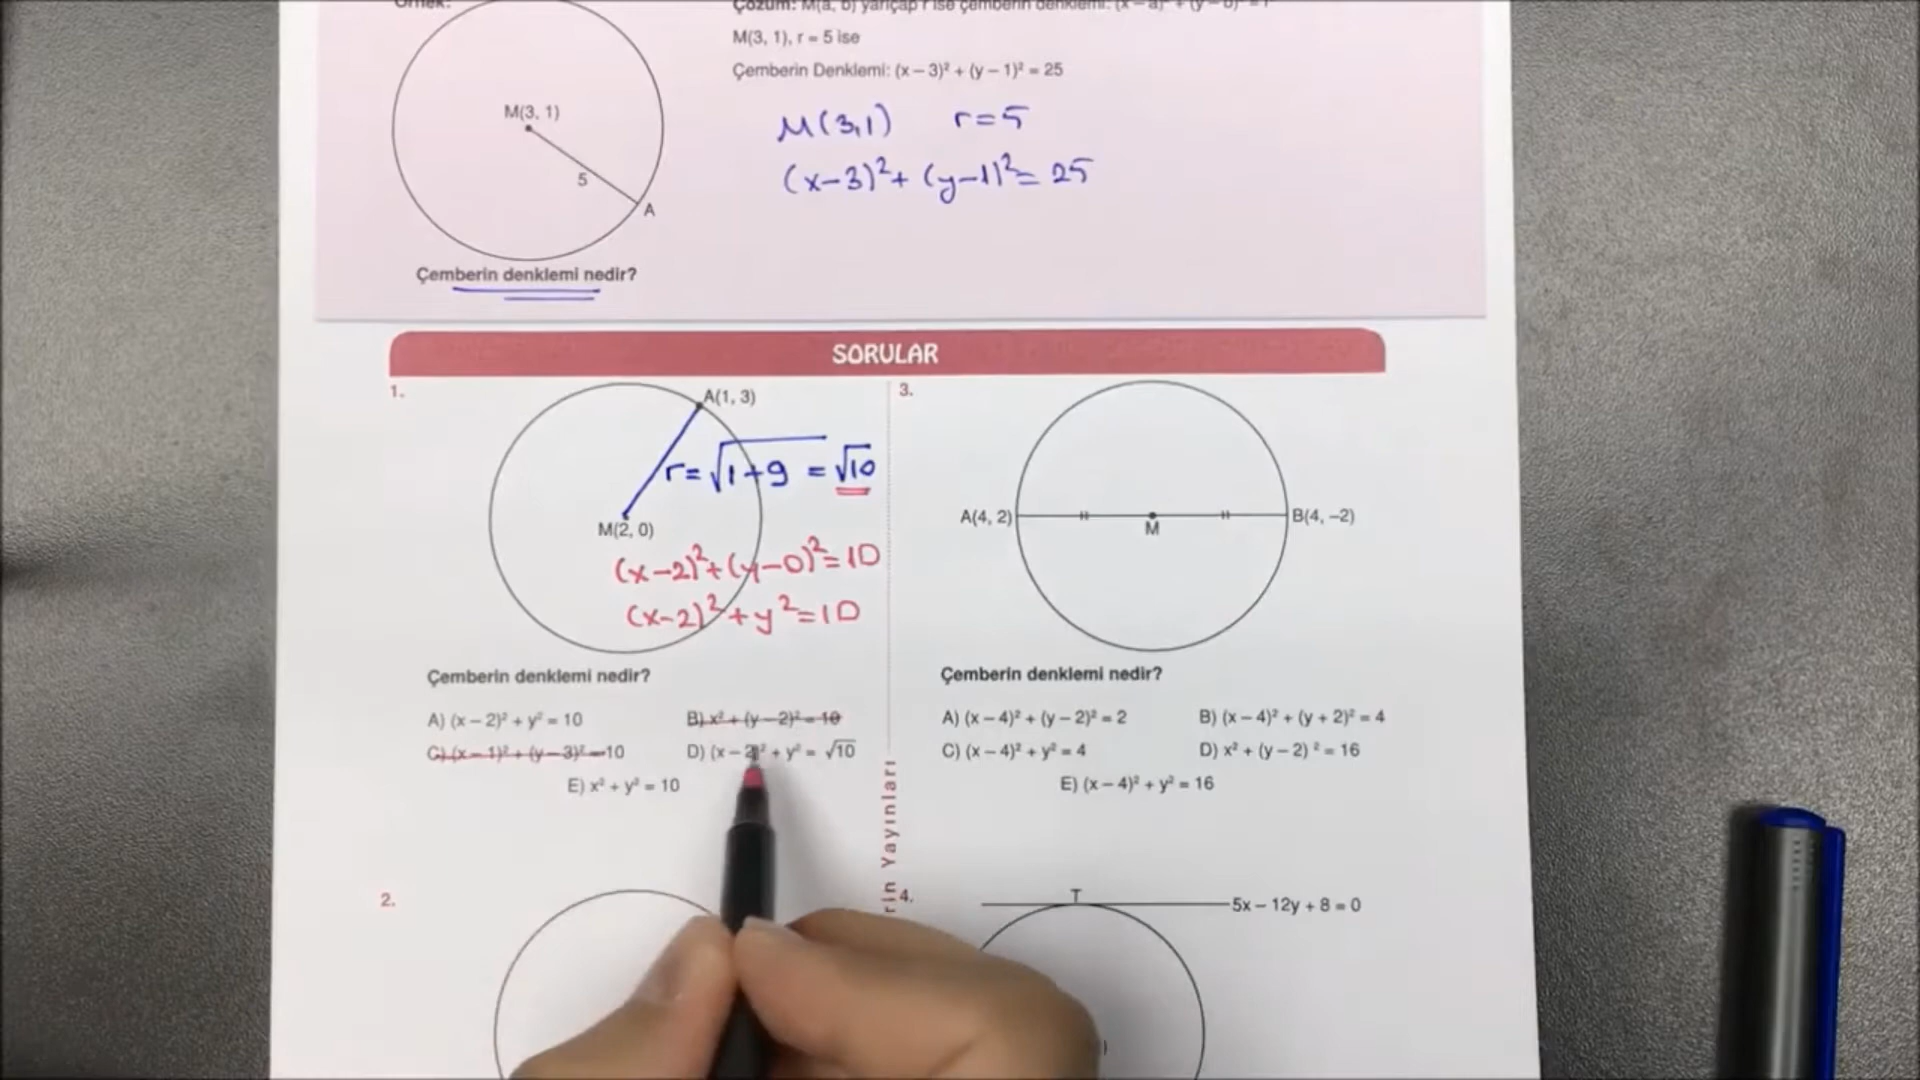 Örnek:
Çözüm: M(a, b) yarıçap r ise çemberin denklemi: (x – a)² + (y – b)² = r²
M(3, 1), r = 5 ise
Çemberin Denklemi: (x – 3)² + (y – 1)² = 25
M(3, 1)
5
A
M(3,1) r=5
(x-3)²+ (y-1)²= 25
Çemberin denklemi nedir?
SORULAR
1.
A(1, 3)
r=√1+9 = √10
M(2, 0)
(x-2)²+(y-0)²=10
(x-2)²+y²=10
Çemberin denklemi nedir?
A) (x – 2)² + y² = 10
B) x² + (y – 2)² = 10
C) (x – 1)² + (y – 3)² = 10
D) (x – 2)² + y² = √10
E) x² + y² = 10
2.
3.
A(4, 2)
M
B(4, –2)
Çemberin denklemi nedir?
A) (x – 4)² + (y – 2)² = 2
B) (x – 4)² + (y + 2)² = 4
C) (x – 4)² + y² = 4
D) x² + (y – 2) ² = 16
E) (x – 4)² + y² = 16
Yayınları
4.
T
5x – 12y + 8 = 0